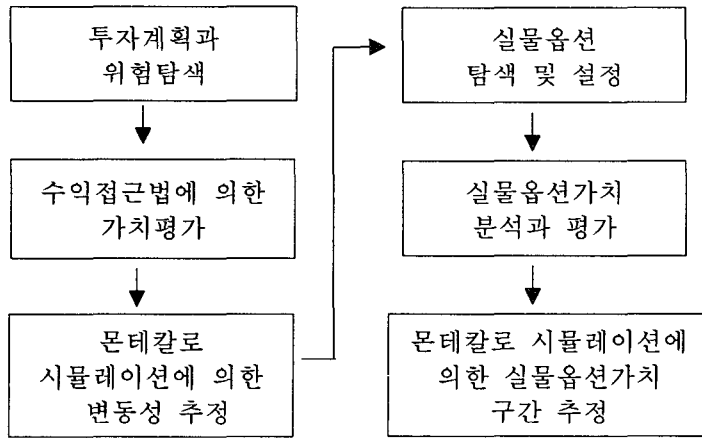 투자계획과
위험탐색
수익접근법에 의한
가치평가
몬테칼로
시뮬레이션에 의한
변동성 추정
실물옵션
탐색 및 설정
실물옵션가치
분석과 평가
몬테칼로 시뮬레이션에
의한 실물옵션가치
구간 추정